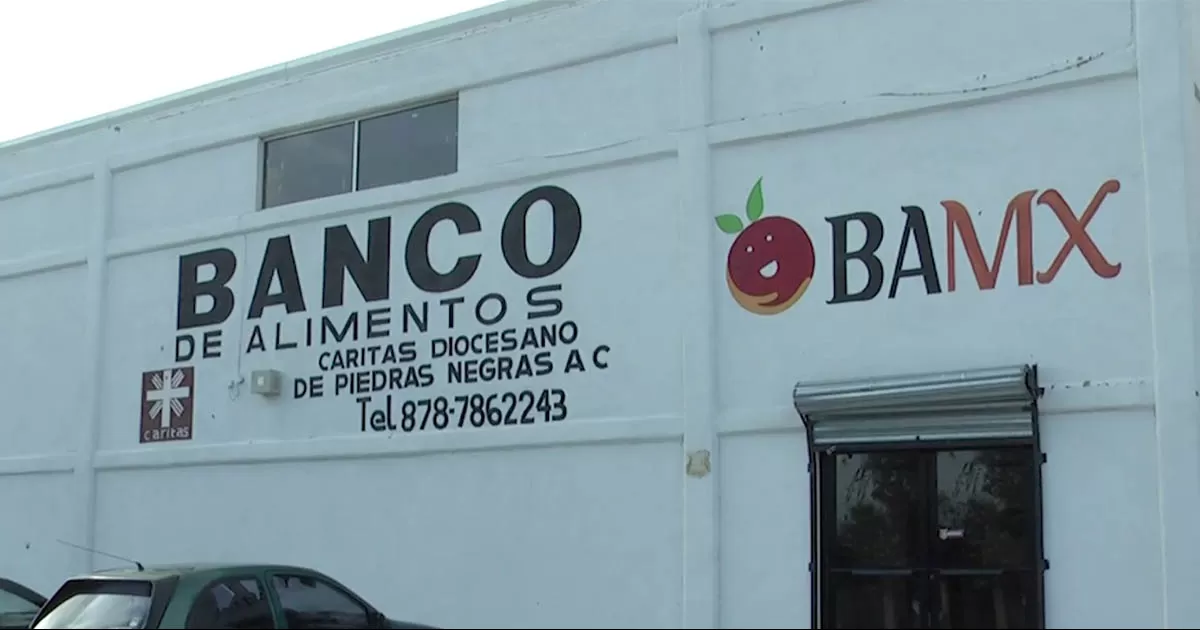 BANCO
DE ALIMENTOS
CARITAS DIOCESANO
DE PIEDRAS NEGRAS A C
Tel 878-7862243
caritas
BAMX